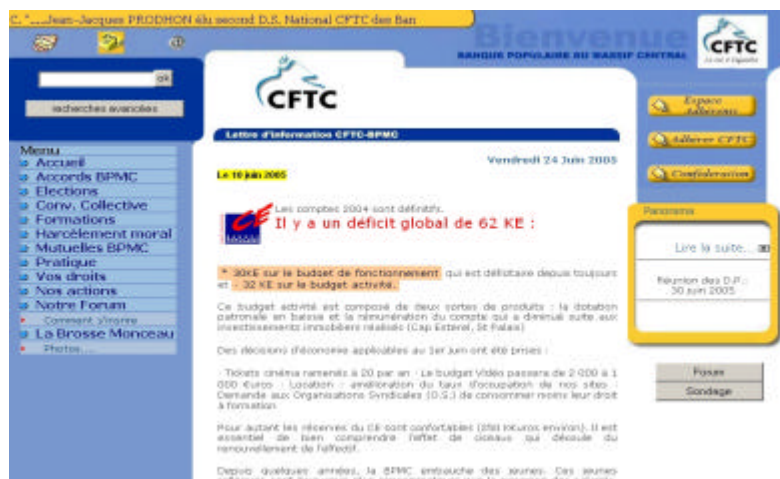 C. "....Jean-Jacques PRODHON élu second D.S. National CFTC des Ban
Bienvenue
BANQUE POPULAIRE DU MASSIF CENTRAL
CFTC
La vie à défendre
ok
recherches avancées
CFTC
Espace
Adhérents
Lettre d'information CFTC-BPMC
Adhérer CFTC
Menu
Accueil
Accords BPMC
Elections
Conv. Collective
Formations
Harcèlement moral
Mutuelles BPMC
Pratique
Vos droits
Nos actions
Notre Forum
Comment s'inscrire
La Brosse Monceau
Photos....
Vendredi 24 Juin 2005
Le 10 juin 2005
Confédération
Les comptes 2004 sont définitifs.
CE
Il y a un déficit global de 62 KE :
Panorama
Lire la suite...
Réunion des D.P.:
30 juin 2005
* 30KE sur le budget de fonctionnement qui est déficitaire depuis toujours
et - 32 KE sur le budget activité.
Ce budget activité est composé de deux sortes de produits : la dotation
patronale en baisse et la rémunération du compte qui a diminué suite aux
investissements immobiliers réalisés (Cap Esterel, St Palais)
Des décisions d'économie applicables au 1er Juin ont été prises :
- Tickets cinéma ramenés à 20 par an - Le budget Vidéo passera de 2 000 à 1
000 Euros - Location : amélioration du taux d'occupation de nos sites -
Demande aux Organisations Syndicales (O.S.) de consommer moins leur droit
à formation
Forum
Sondage
Pour autant les réserves du CE sont confortables Keuros environ). Il est
essentiel de bien comprendre l'effet de ciseaux qui découle du
renouvellement de l'effectif.
Depuis quelques années, la BPMC embauche des jeunes. Ces jeunes